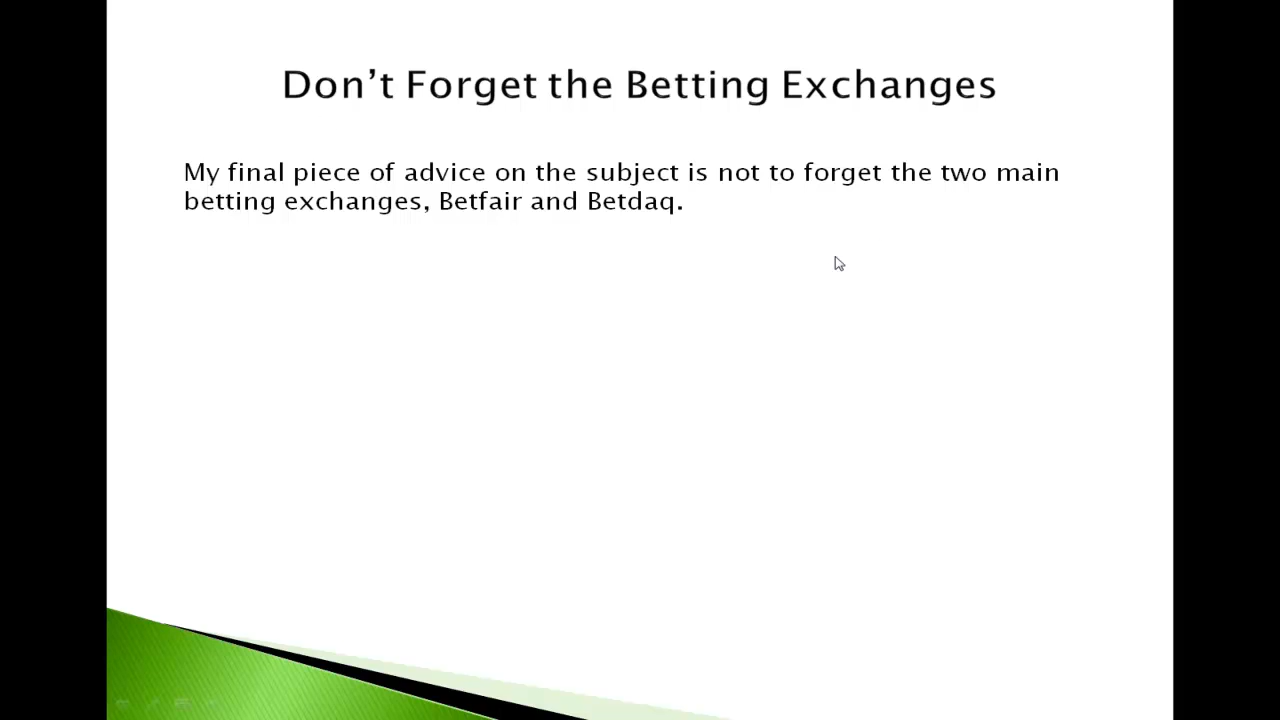 Don’t Forget the Betting Exchanges
My final piece of advice on the subject is not to forget the two main
betting exchanges, Betfair and Betdaq.